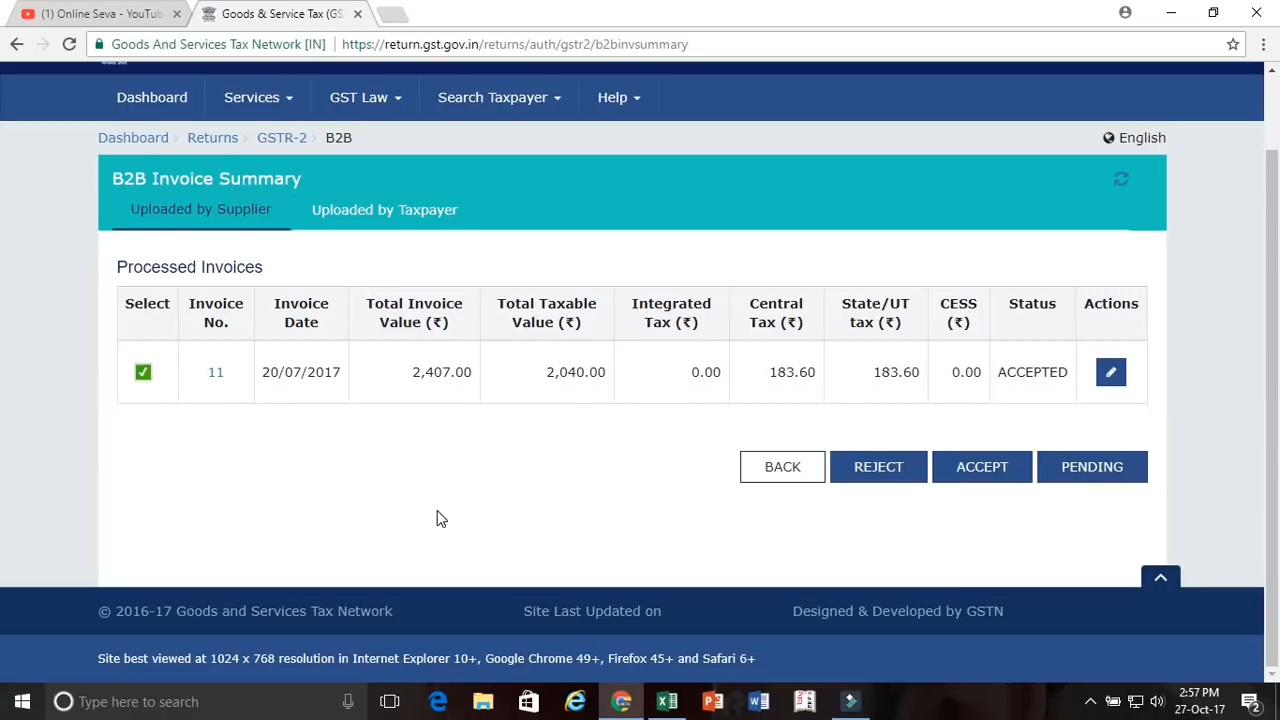 (1) Online Seva - YouTub
Goods & Service Tax (GS
Goods And Services Tax Network [IN] https://return.gst.gov.in/returns/auth/gstr2/b2binvsummary
Dashboard Services GST Law Search Taxpayer Help
Dashboard Returns GSTR-2 B2B English
B2B Invoice Summary
Uploaded by Supplier Uploaded by Taxpayer
Processed Invoices
Select Invoice No. Invoice Date Total Invoice Value (₹) Total Taxable Value (₹) Integrated Tax (₹) Central Tax (₹) State/UT tax (₹) CESS (₹) Status Actions
11 20/07/2017 2,407.00 2,040.00 0.00 183.60 183.60 0.00 ACCEPTED
BACK REJECT ACCEPT PENDING
© 2016-17 Goods and Services Tax Network Site Last Updated on Designed & Developed by GSTN
Site best viewed at 1024 x 768 resolution in Internet Explorer 10+, Google Chrome 49+, Firefox 45+ and Safari 6+
Type here to search
2:57 PM
27-Oct-17
2